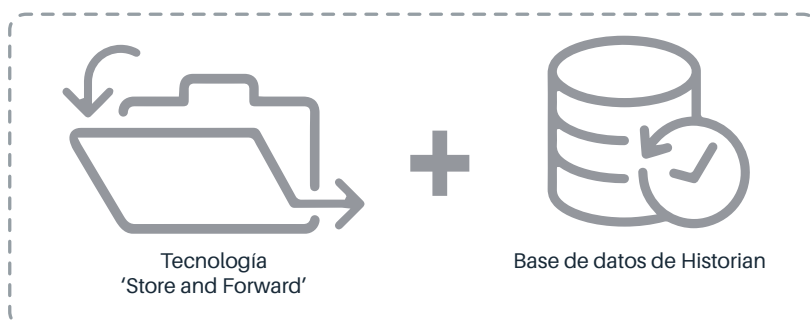 Tecnología
‘Store and Forward’
Base de datos de Historian